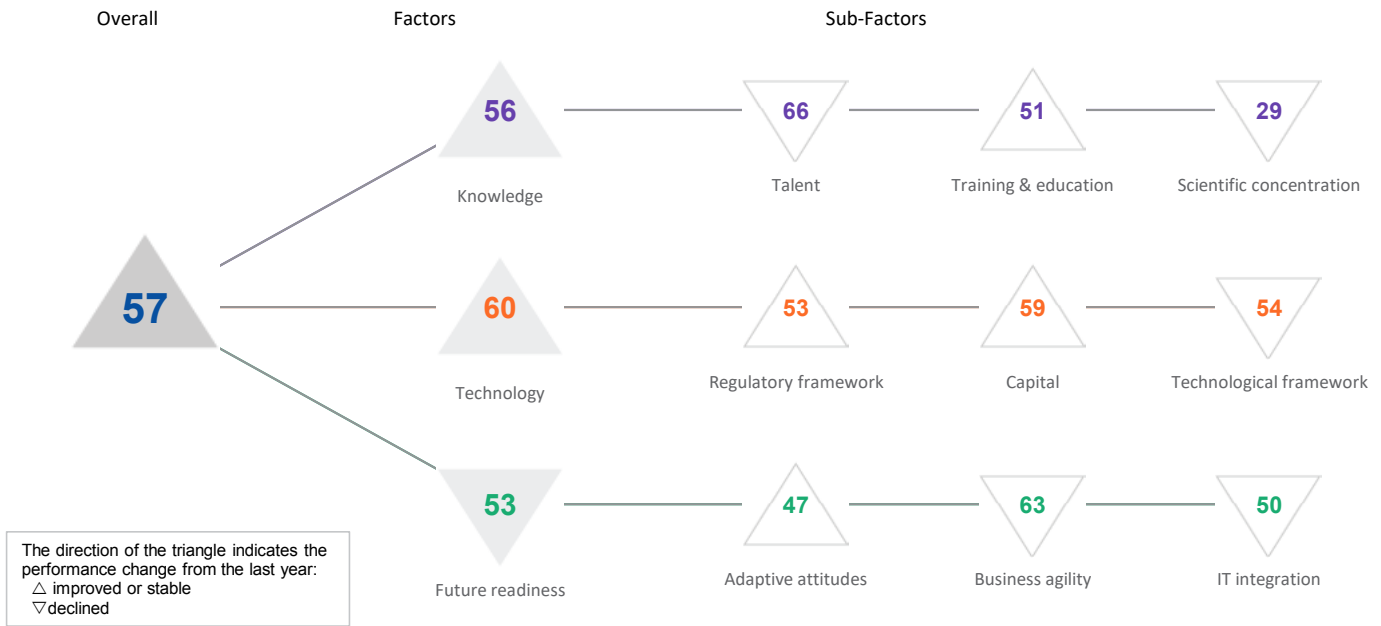 Overall Factors Sub-Factors
56 66 51 29
Knowledge Talent Training & education Scientific concentration
57 60 53 59 54
Technology Regulatory framework Capital Technological framework
53 47 63 50
Future readiness Adaptive attitudes Business agility IT integration
The direction of the triangle indicates the
performance change from the last year:
△ improved or stable
▽declined